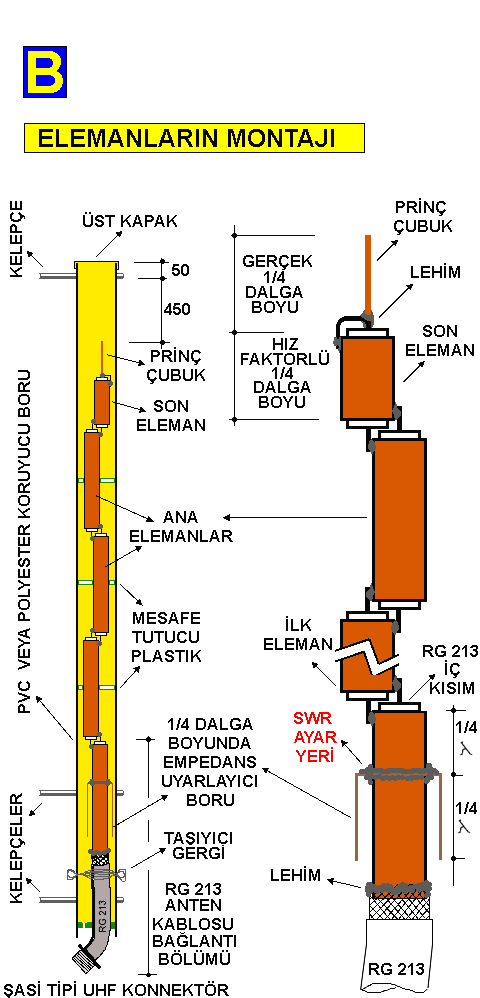 B
ELEMANLARIN MONTAJI
KELEPÇE
ÜST KAPAK
50
450
PRİNÇ
ÇUBUK
SON
ELEMAN
PVC VEYA POLYESTER KORUYUCU BORU
ANA
ELEMANLAR
MESAFE
TUTUCU
PLASTIK
1/4 DALGA
BOYUNDA
EMPEDANS
UYARLAYICI
BORU
KELEPÇELER
TAŞIYICI
GERGİ
RG 213
ANTEN
KABLOSU
BAĞLANTI
BÖLÜMÜ
RG 213
ŞASİ TİPİ UHF KONNEKTÖR
PRİNÇ
ÇUBUK
GERÇEK
1/4
DALGA
BOYU
LEHİM
HIZ
FAKTORLÜ
1/4
DALGA
BOYU
SON
ELEMAN
İLK
ELEMAN
RG 213
İÇ
KISIM
SWR
AYAR
YERİ
1/4
λ
1/4
λ
LEHİM
RG 213